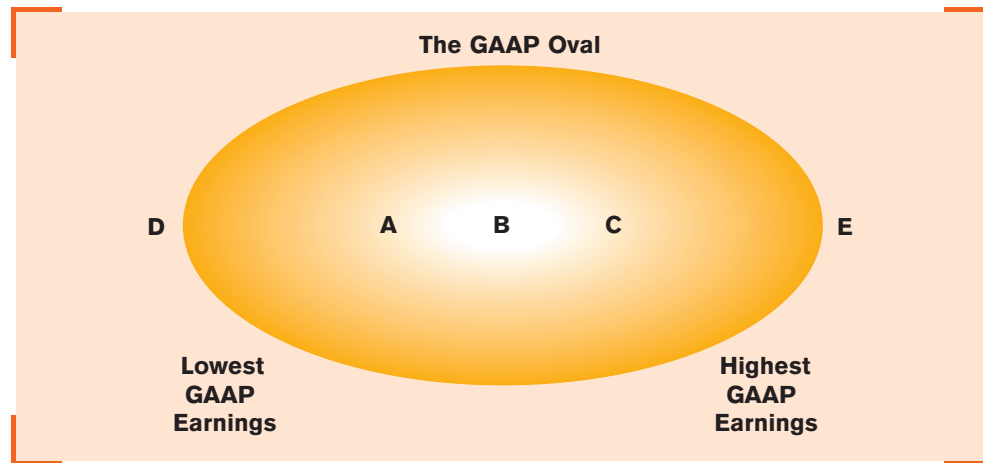 The GAAP Oval
D A B C E
Lowest
GAAP
Earnings
Highest
GAAP
Earnings